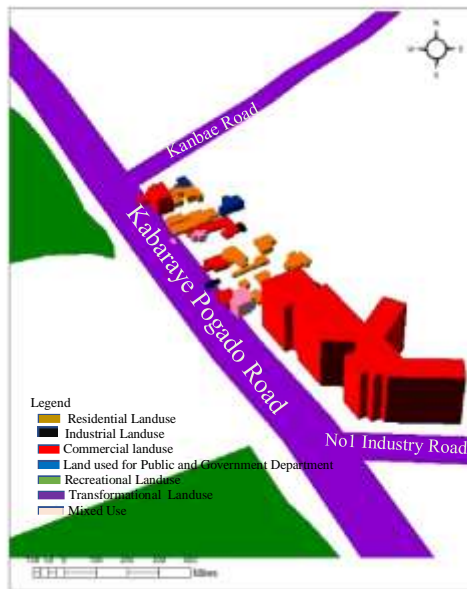 N
W E
S
Kanbae Road
Kabaraye Pogado Road
No1 Industry Road
Legend
Residential Landuse
Industrial Landuse
Commercial landuse
Land used for Public and Government Department
Recreational Landuse
Transformational Landuse
Mixed Use